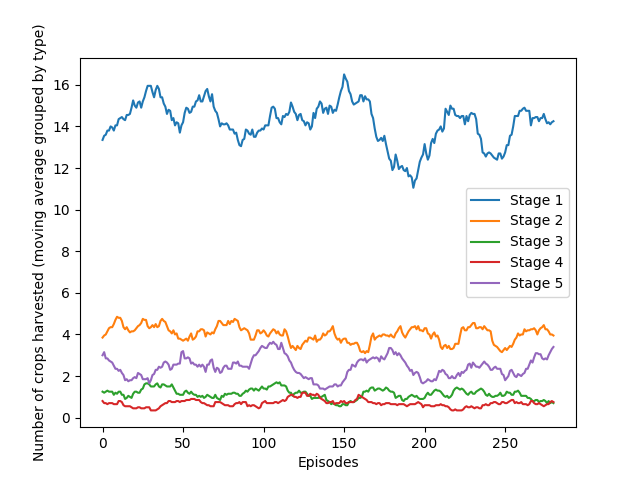 Number of crops harvested (moving average grouped by type)
16
14
12
10
8
6
4
2
0
0 50 100 150 200 250
Episodes
Stage 1
Stage 2
Stage 3
Stage 4
Stage 5